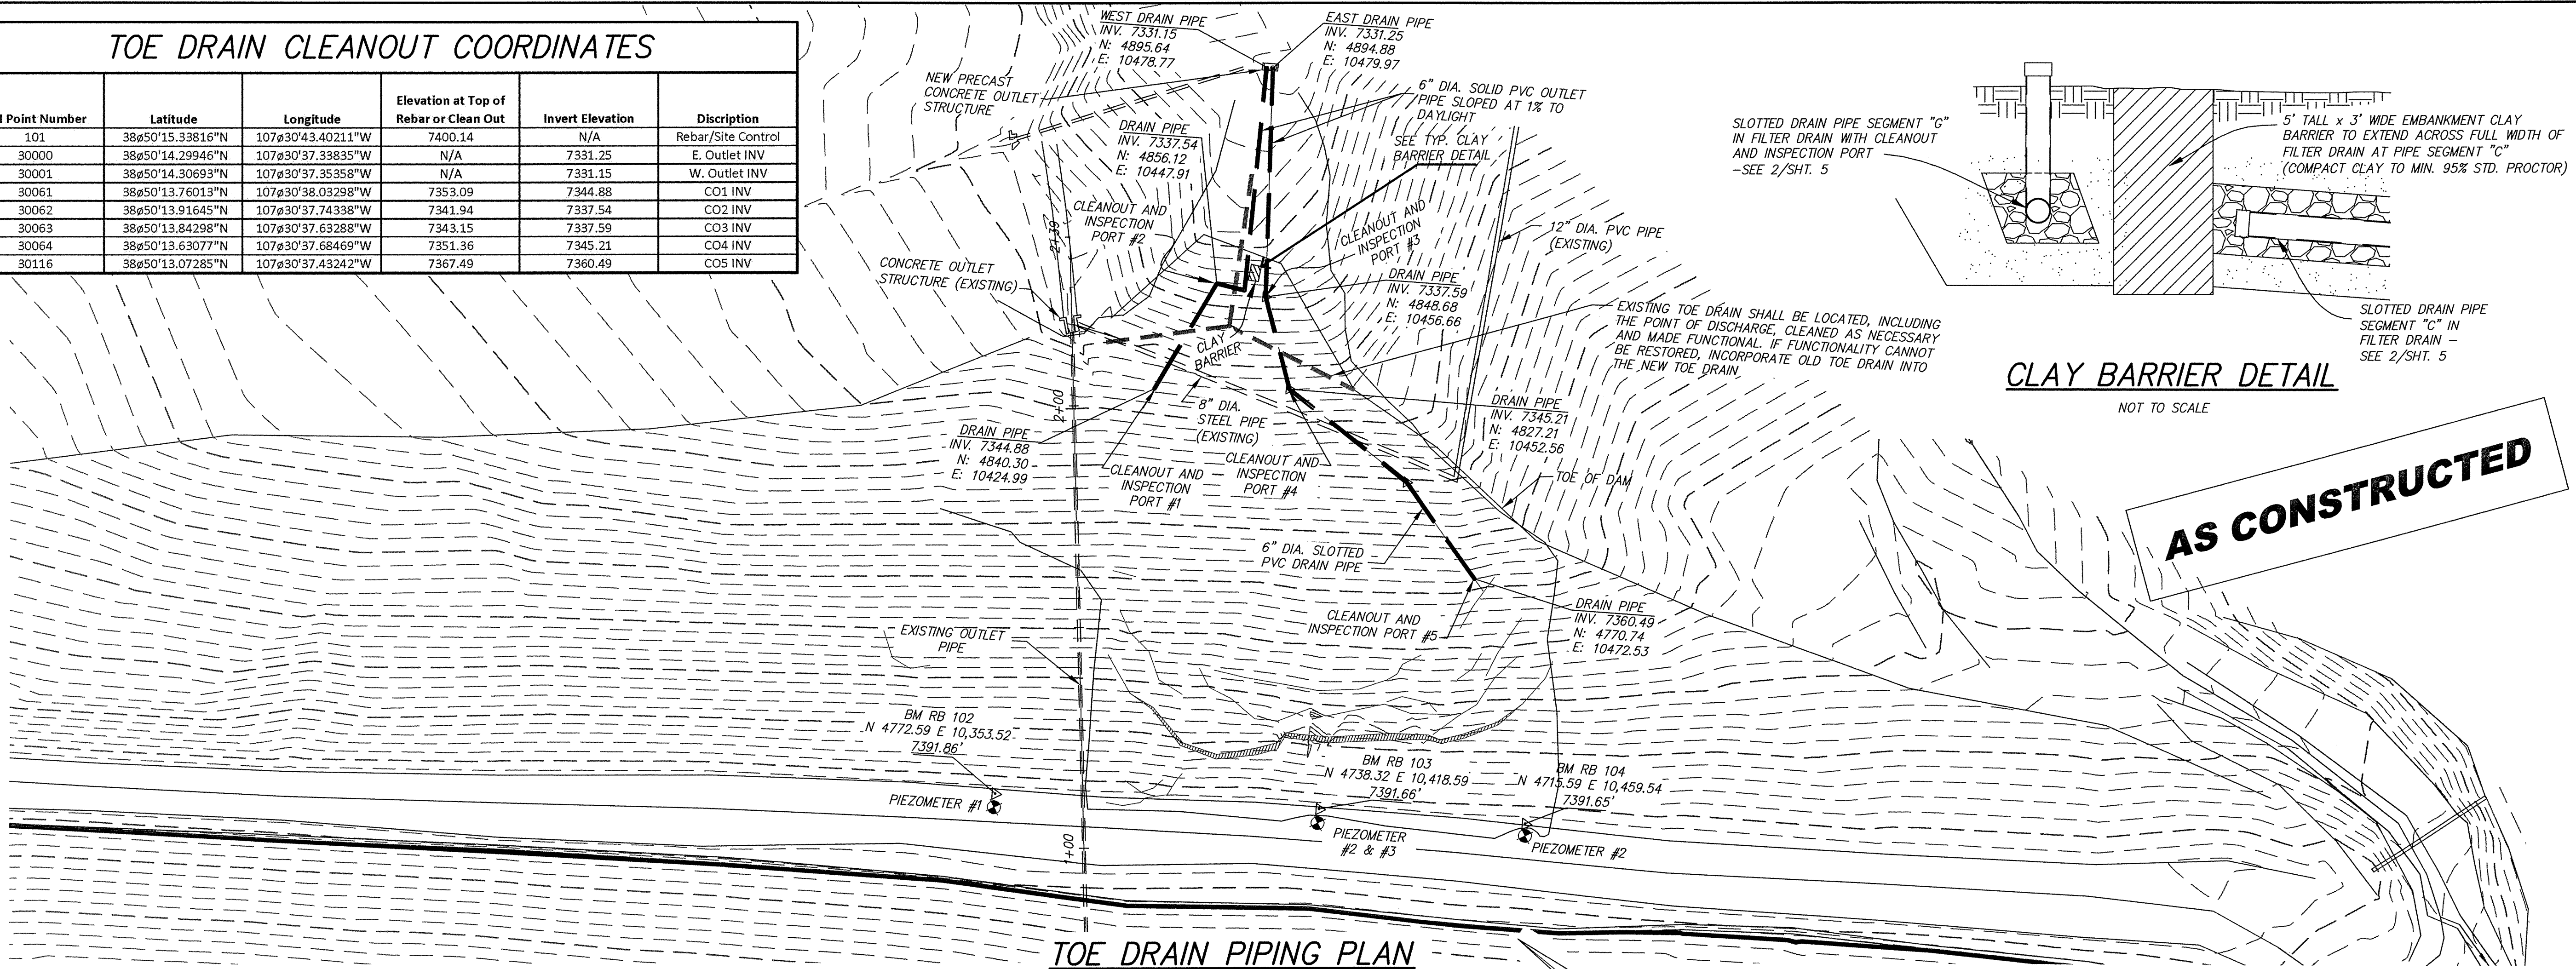 TOE DRAIN CLEANOUT COORDINATES
Point Number Latitude Longitude Elevation at Top of Rebar or Clean Out Invert Elevation Discription
101 38ø50'15.33816"N 107ø30'43.40211"W 7400.14 N/A Rebar/Site Control
30000 38ø50'14.29946"N 107ø30'37.33835"W N/A 7331.25 E. Outlet INV
30001 38ø50'14.30693"N 107ø30'37.35358"W N/A 7331.15 W. Outlet INV
30061 38ø50'13.76013"N 107ø30'38.03298"W 7353.09 7344.88 CO1 INV
30062 38ø50'13.91645"N 107ø30'37.74338"W 7341.94 7337.54 CO2 INV
30063 38ø50'13.84298"N 107ø30'37.63288"W 7343.15 7337.59 CO3 INV
30064 38ø50'13.63077"N 107ø30'37.68469"W 7351.36 7345.21 CO4 INV
30116 38ø50'13.07285"N 107ø30'37.43242"W 7367.49 7360.49 CO5 INV
WEST DRAIN PIPE
INV. 7331.15
N: 4895.64
E: 10478.77
EAST DRAIN PIPE
INV. 7331.25
N: 4894.88
E: 10479.97
NEW PRECAST
CONCRETE OUTLET
STRUCTURE
6" DIA. SOLID PVC OUTLET
PIPE SLOPED AT 1% TO
DAYLIGHT
DRAIN PIPE
INV. 7337.54
N: 4856.12
E: 10447.91
SEE TYP. CLAY
BARRIER DETAIL
CLEANOUT AND
INSPECTION
PORT #2
CLEANOUT AND
INSPECTION
PORT #3
12" DIA. PVC PIPE
(EXISTING)
21.39
CONCRETE OUTLET
STRUCTURE (EXISTING)
DRAIN PIPE
INV. 7337.59
N: 4848.68
E: 10456.66
EXISTING TOE DRAIN SHALL BE LOCATED, INCLUDING
THE POINT OF DISCHARGE, CLEANED AS NECESSARY
AND MADE FUNCTIONAL. IF FUNCTIONALITY CANNOT
BE RESTORED, INCORPORATE OLD TOE DRAIN INTO
THE NEW TOE DRAIN
CLAY
BARRIER
2+00
8" DIA.
STEEL PIPE
(EXISTING)
DRAIN PIPE
INV. 7345.21
N: 4827.21
E: 10452.56
DRAIN PIPE
INV. 7344.88
N: 4840.30
E: 10424.99
CLEANOUT AND
INSPECTION
PORT #1
CLEANOUT AND
INSPECTION
PORT #4
TOE OF DAM
6" DIA. SLOTTED
PVC DRAIN PIPE
CLEANOUT AND
INSPECTION PORT #5
DRAIN PIPE
INV. 7360.49
N: 4770.74
E: 10472.53
EXISTING OUTLET
PIPE
BM RB 102
N 4772.59 E 10,353.52
7391.86'
PIEZOMETER #1
BM RB 103
N 4738.32 E 10,418.59
7391.66'
PIEZOMETER
#2 & #3
BM RB 104
N 4715.59 E 10,459.54
7391.65'
PIEZOMETER #2
1+00
TOE DRAIN PIPING PLAN
SLOTTED DRAIN PIPE SEGMENT "G"
IN FILTER DRAIN WITH CLEANOUT
AND INSPECTION PORT
-SEE 2/SHT. 5
5' TALL x 3' WIDE EMBANKMENT CLAY
BARRIER TO EXTEND ACROSS FULL WIDTH OF
FILTER DRAIN AT PIPE SEGMENT "C"
(COMPACT CLAY TO MIN. 95% STD. PROCTOR)
SLOTTED DRAIN PIPE
SEGMENT "C" IN
FILTER DRAIN -
SEE 2/SHT. 5
CLAY BARRIER DETAIL
NOT TO SCALE
AS CONSTRUCTED